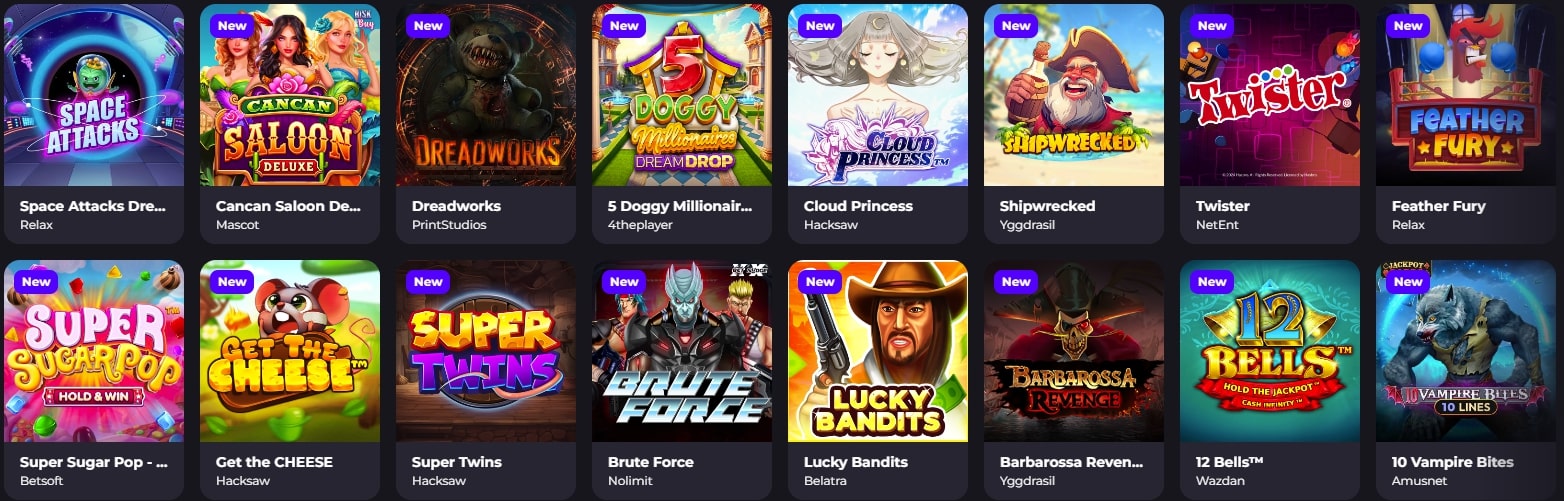 SPACE
ATTACKS
Space Attacks Dre...
Relax
New
CANCAN
SALOON
DELUXE
Cancan Saloon De...
Mascot
New
DREADWORKS
Dreadworks
PrintStudios
New
5
DOGGY
Millionaires
DREAM DROP
5 Doggy Millionair...
4theplayer
New
CLOUD
PRINCESS™
Cloud Princess
Hacksaw
New
SHIPWRECKED
Shipwrecked
Yggdrasil
New
Twister®
Twister
NetEnt
New
FEATHER
FURY
Feather Fury
Relax
New
SUPER™
SUGAR POP
HOLD & WIN
Super Sugar Pop - ...
Betsoft
New
GET THE
CHEESE™
Get the CHEESE
Hacksaw
New
SUPER
TWINS
Super Twins
Hacksaw
New
BRUTE
FORCE
Brute Force
Nolimit
New
LUCKY
BANDITS
Lucky Bandits
Belatra
New
BARBAROSSA
REVENGE
Barbarossa Reven...
Yggdrasil
New
12
BELLS™
HOLD THE JACKPOT™
CASH INFINITY™
12 Bells™
Wazdan
JACKPOT
New
10 VAMPIRE BITES
10 LINES
10 Vampire Bites
Amusnet